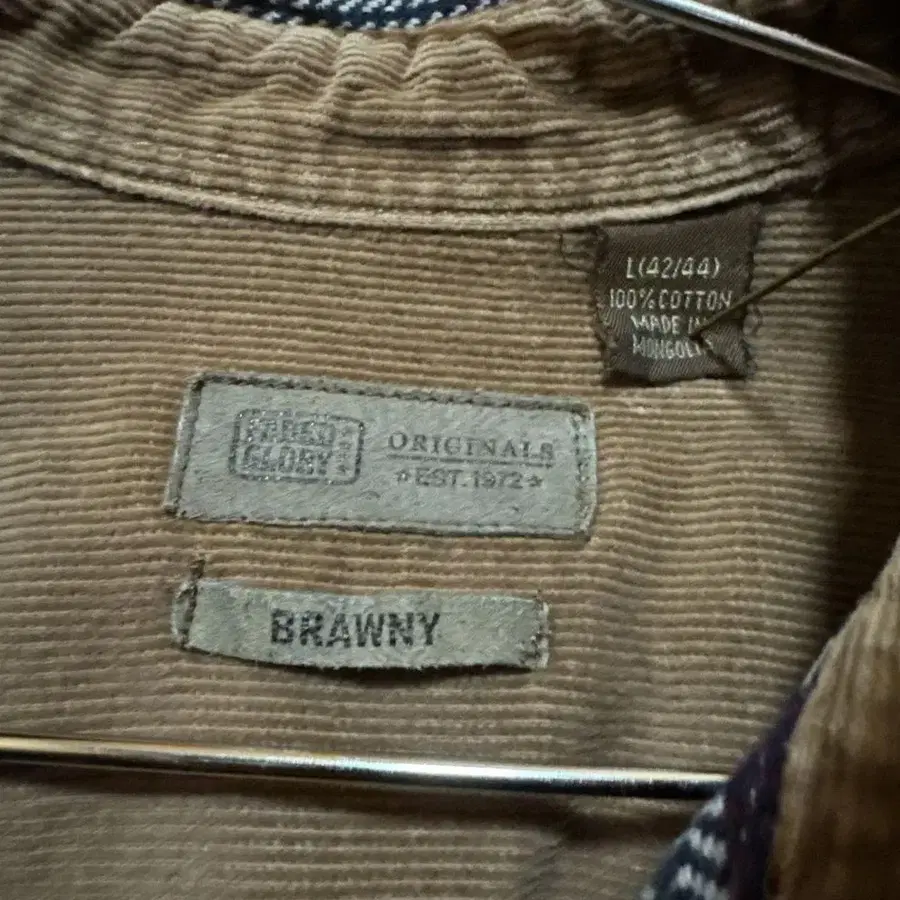 L(42/44)
100% COTTON
MADE IN
MONGOLIA
FADED
GLORY
ORIGINALS
★EST.1972★
BRAWNY